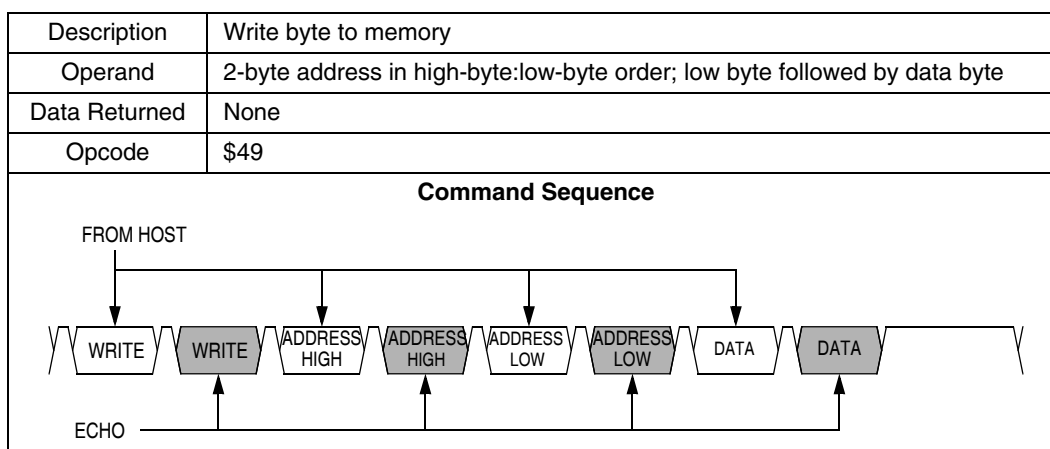 Description Write byte to memory
Operand 2-byte address in high-byte:low-byte order; low byte followed by data byte
Data Returned None
Opcode $49
Command Sequence
FROM HOST
WRITE WRITE ADDRESS HIGH ADDRESS HIGH ADDRESS LOW ADDRESS LOW DATA DATA
ECHO